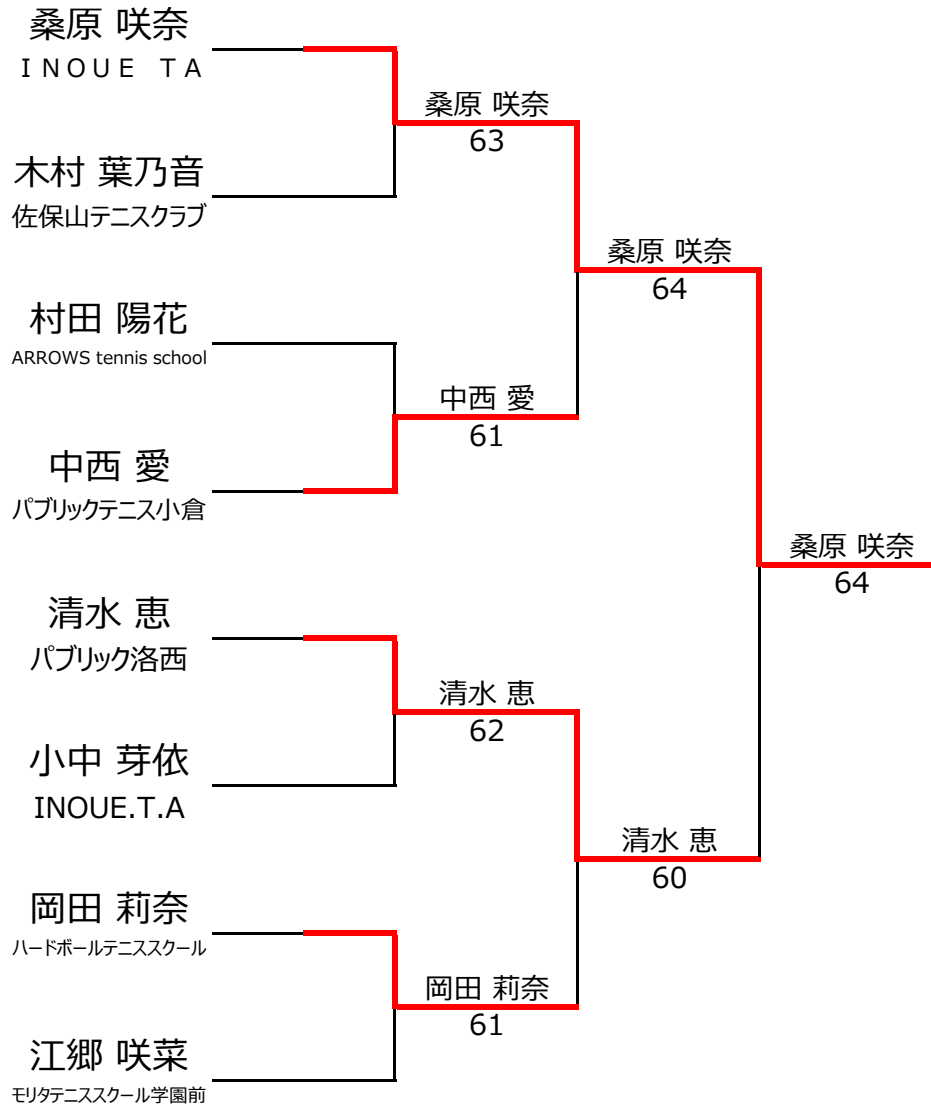 桑原 咲奈
ＩＮＯＵＥ　ＴＡ
木村 葉乃音
佐保山テニスクラブ
村田 陽花
ARROWS tennis school
中西 愛
パブリックテニス小倉
清水 恵
パブリック洛西
小中 芽依
INOUE.T.A
岡田 莉奈
ハードボールテニススクール
江郷 咲菜
モリタテニススクール学園前
桑原 咲奈
63
中西 愛
61
清水 恵
62
岡田 莉奈
61
桑原 咲奈
64
清水 恵
60
桑原 咲奈
64